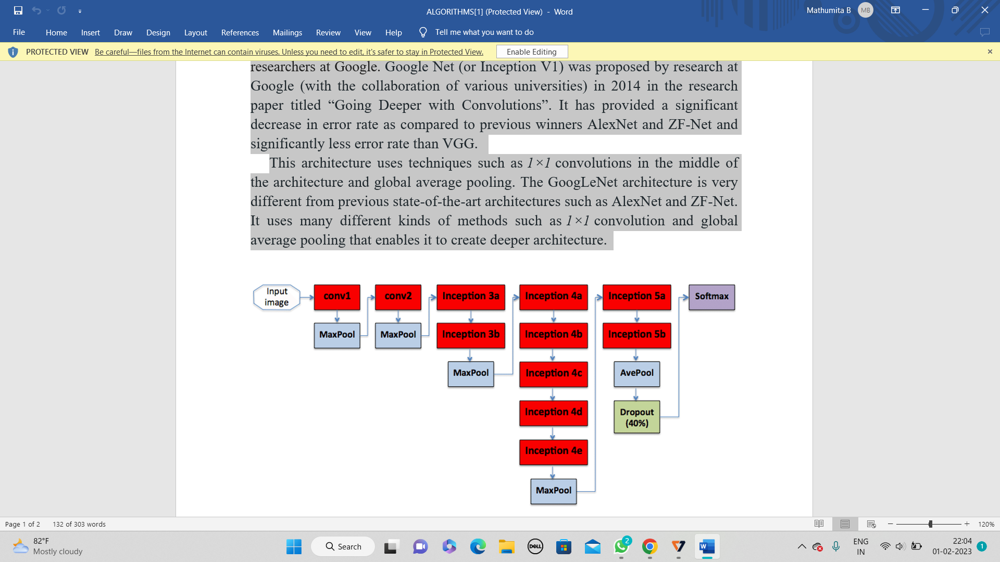 ALGORITHMS[1] (Protected View) - Word
Mathumita B
MB
File Home Insert Draw Design Layout References Mailings Review View Help Tell me what you want to do
PROTECTED VIEW Be careful—files from the Internet can contain viruses. Unless you need to edit, it's safer to stay in Protected View. Enable Editing
researchers at Google. Google Net (or Inception V1) was proposed by research at
Google (with the collaboration of various universities) in 2014 in the research
paper titled “Going Deeper with Convolutions”. It has provided a significant
decrease in error rate as compared to previous winners AlexNet and ZF-Net and
significantly less error rate than VGG.
This architecture uses techniques such as 1×1 convolutions in the middle of
the architecture and global average pooling. The GoogLeNet architecture is very
different from previous state-of-the-art architectures such as AlexNet and ZF-Net.
It uses many different kinds of methods such as 1×1 convolution and global
average pooling that enables it to create deeper architecture.
Input
image
conv1
MaxPool
conv2
MaxPool
Inception 3a
Inception 3b
MaxPool
Inception 4a
Inception 4b
Inception 4c
Inception 4d
Inception 4e
MaxPool
Inception 5a
Inception 5b
AvePool
Dropout
(40%)
Softmax
Page 1 of 2 132 of 303 words
120%
82°F
Mostly cloudy
Search
DELL
2
W
ENG
IN
22:04
01-02-2023
1